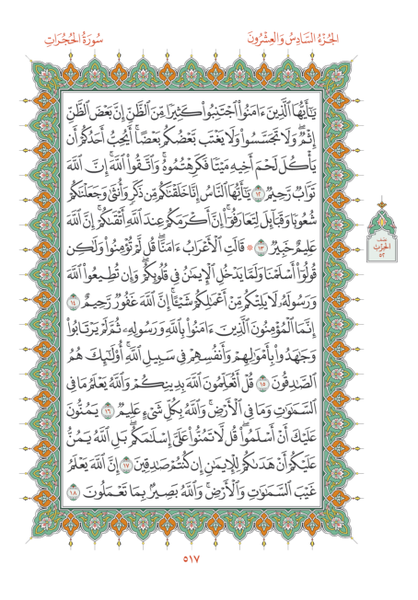 سُورَةُ الحُجُرَاتِ
الجُزْءُ السَّادِسُ وَالعِشْرُونَ
يَـٰٓأَيُّهَا ٱلَّذِينَ ءَامَنُوا۟ ٱجْتَنِبُوا۟ كَثِيرًا مِّنَ ٱلظَّنِّ إِنَّ بَعْضَ ٱلظَّنِّ
إِثْمٌ ۖ وَلَا تَجَسَّسُوا۟ وَلَا يَغْتَب بَّعْضُكُم بَعْضًا ۚ أَيُحِبُّ أَحَدُكُمْ أَن
يَأْكُلَ لَحْمَ أَخِيهِ مَيْتًا فَكَرِهْتُمُوهُ ۚ وَٱتَّقُوا۟ ٱللَّهَ ۚ إِنَّ ٱللَّهَ
تَوَّابٌ رَّحِيمٌ ١٢ يَـٰٓأَيُّهَا ٱلنَّاسُ إِنَّا خَلَقْنَـٰكُم مِّن ذَكَرٍ وَأُنثَىٰ وَجَعَلْنَـٰكُمْ
شُعُوبًا وَقَبَآئِلَ لِتَعَارَفُوٓا۟ ۚ إِنَّ أَكْرَمَكُمْ عِندَ ٱللَّهِ أَتْقَىٰكُمْ ۚ إِنَّ ٱللَّهَ
عَلِيمٌ خَبِيرٌ ١٣ ۞ قَالَتِ ٱلْأَعْرَابُ ءَامَنَّا ۖ قُل لَّمْ تُؤْمِنُوا۟ وَلَـٰكِن
قُولُوٓا۟ أَسْلَمْنَا وَلَمَّا يَدْخُلِ ٱلْإِيمَـٰنُ فِى قُلُوبِكُمْ ۖ وَإِن تُطِيعُوا۟ ٱللَّهَ
وَرَسُولَهُۥ لَا يَلِتْكُم مِّنْ أَعْمَـٰلِكُمْ شَيْـًٔا ۚ إِنَّ ٱللَّهَ غَفُورٌ رَّحِيمٌ ١٤
إِنَّمَا ٱلْمُؤْمِنُونَ ٱلَّذِينَ ءَامَنُوا۟ بِٱللَّهِ وَرَسُولِهِۦ ثُمَّ لَمْ يَرْتَابُوا۟
وَجَـٰهَدُوا۟ بِأَمْوَٰلِهِمْ وَأَنفُسِهِمْ فِى سَبِيلِ ٱللَّهِ ۚ أُو۟لَـٰٓئِكَ هُمُ
ٱلصَّـٰدِقُونَ ١٥ قُلْ أَتُعَلِّمُونَ ٱللَّهَ بِدِينِكُمْ وَٱللَّهُ يَعْلَمُ مَا فِى
ٱلسَّمَـٰوَٰتِ وَمَا فِى ٱلْأَرْضِ ۚ وَٱللَّهُ بِكُلِّ شَىْءٍ عَلِيمٌ ١٦ يَمُنُّونَ
عَلَيْكَ أَنْ أَسْلَمُوا۟ ۖ قُل لَّا تَمُنُّوا۟ عَلَىَّ إِسْلَـٰمَكُم ۖ بَلِ ٱللَّهُ يَمُنُّ
عَلَيْكُمْ أَنْ هَدَىٰكُمْ لِلْإِيمَـٰنِ إِن كُنتُمْ صَـٰدِقِينَ ١٧ إِنَّ ٱللَّهَ يَعْلَمُ
غَيْبَ ٱلسَّمَـٰوَٰتِ وَٱلْأَرْضِ ۚ وَٱللَّهُ بَصِيرٌۢ بِمَا تَعْمَلُونَ ١٨
٥١٧